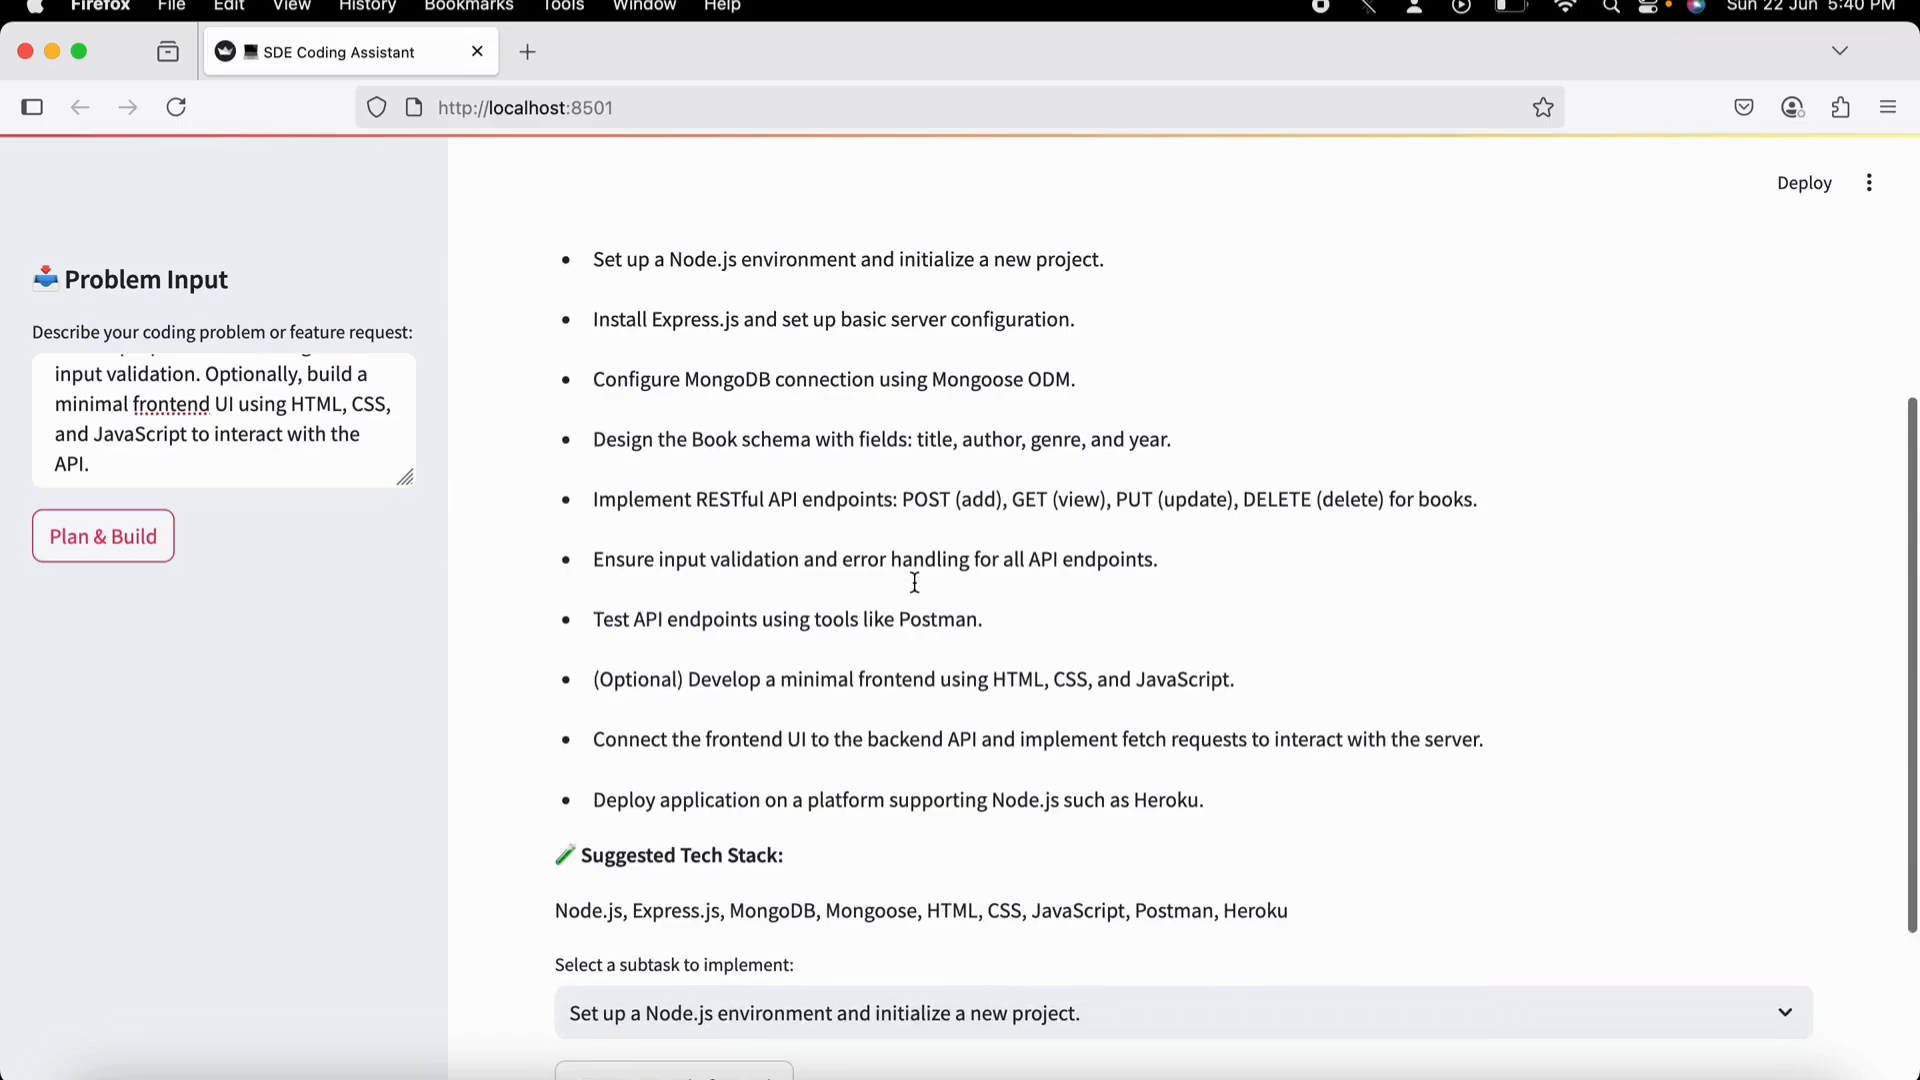 Firefox File Edit View History Bookmarks Tools Window Help Sun 22 Jun 5:40 PM
SDE Coding Assistant
http://localhost:8501
Deploy
Problem Input
Describe your coding problem or feature request:
input validation. Optionally, build a
minimal frontend UI using HTML, CSS,
and JavaScript to interact with the
API.
Plan & Build
• Set up a Node.js environment and initialize a new project.
• Install Express.js and set up basic server configuration.
• Configure MongoDB connection using Mongoose ODM.
• Design the Book schema with fields: title, author, genre, and year.
• Implement RESTful API endpoints: POST (add), GET (view), PUT (update), DELETE (delete) for books.
• Ensure input validation and error handling for all API endpoints.
• Test API endpoints using tools like Postman.
• (Optional) Develop a minimal frontend using HTML, CSS, and JavaScript.
• Connect the frontend UI to the backend API and implement fetch requests to interact with the server.
• Deploy application on a platform supporting Node.js such as Heroku.
Suggested Tech Stack:
Node.js, Express.js, MongoDB, Mongoose, HTML, CSS, JavaScript, Postman, Heroku
Select a subtask to implement:
Set up a Node.js environment and initialize a new project.